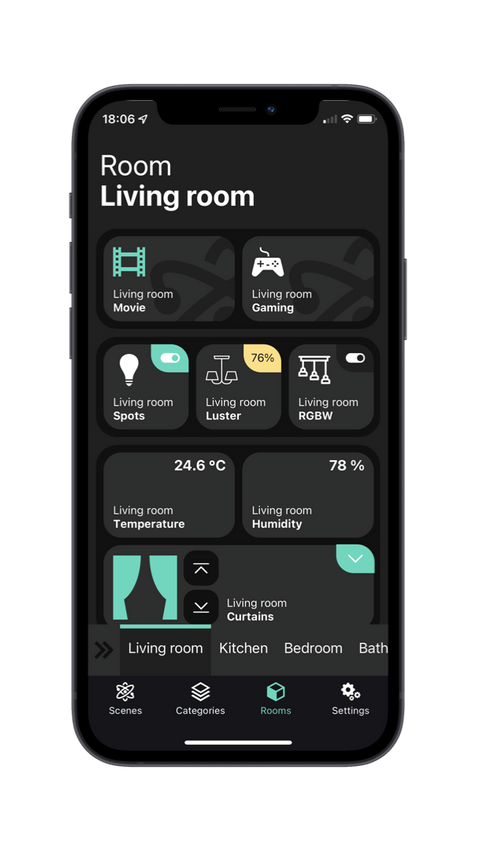 18:06
Room
Living room
Living room
Movie
Living room
Gaming
76%
Living room
Spots
Living room
Luster
Living room
RGBW
24.6 °C
Living room
Temperature
78 %
Living room
Humidity
Living room
Curtains
Living room Kitchen Bedroom Bath
Scenes Categories Rooms Settings